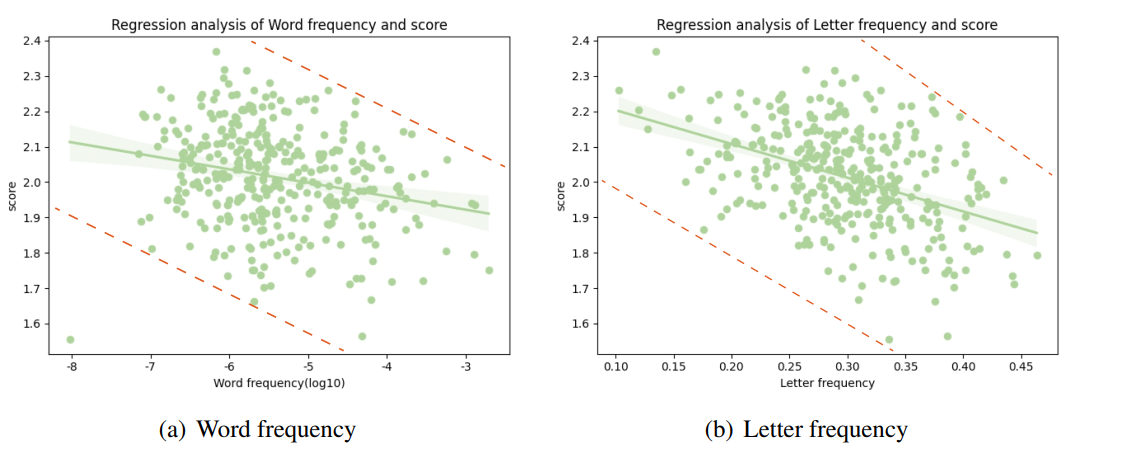 Regression analysis of Word frequency and score
2.4
2.3
2.2
2.1
2.0
1.9
1.8
1.7
1.6
score
-8 -7 -6 -5 -4 -3
Word frequency(log10)
(a) Word frequency
Regression analysis of Letter frequency and score
2.4
2.3
2.2
2.1
2.0
1.9
1.8
1.7
1.6
score
0.10 0.15 0.20 0.25 0.30 0.35 0.40 0.45
Letter frequency
(b) Letter frequency